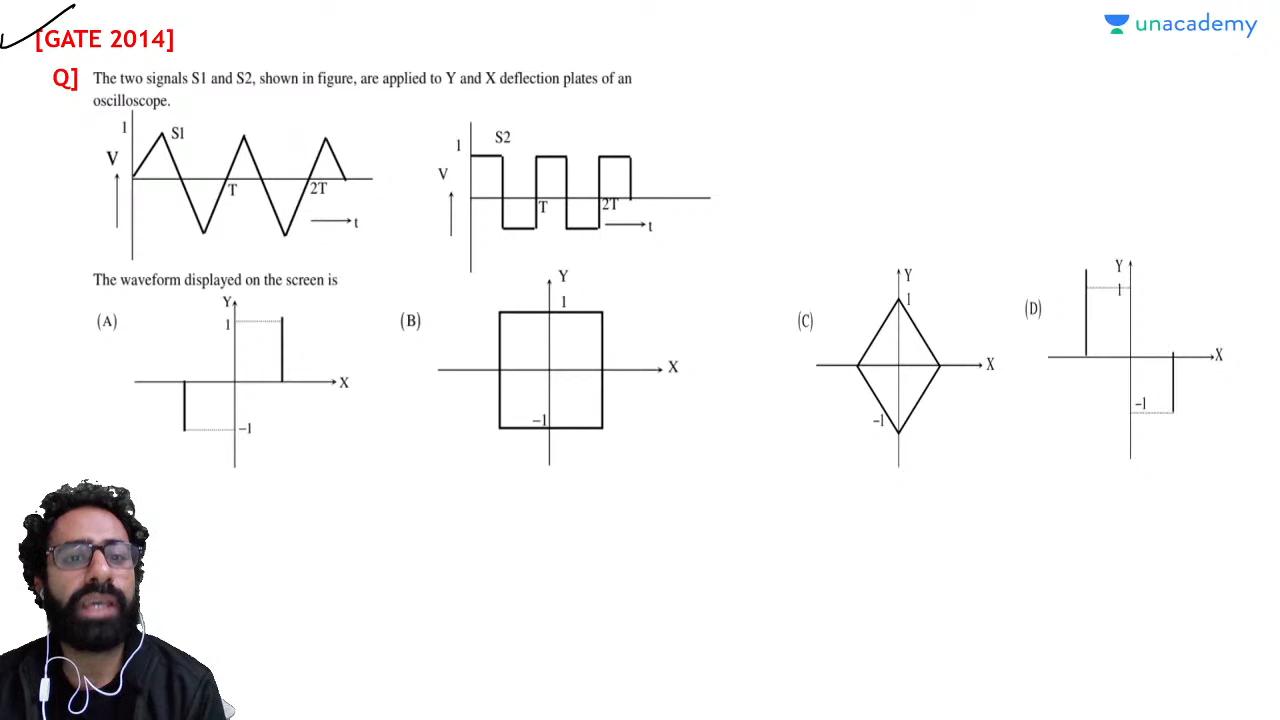 [GATE 2014]
unacademy
Q] The two signals S1 and S2, shown in figure, are applied to Y and X deflection plates of an
oscilloscope.
1
S1
V
T
2T
t
S2
1
V
T
2T
t
The waveform displayed on the screen is
(A)
Y
1
X
-1
(B)
Y
1
X
-1
(C)
Y
1
X
-1
(D)
Y
1
X
-1